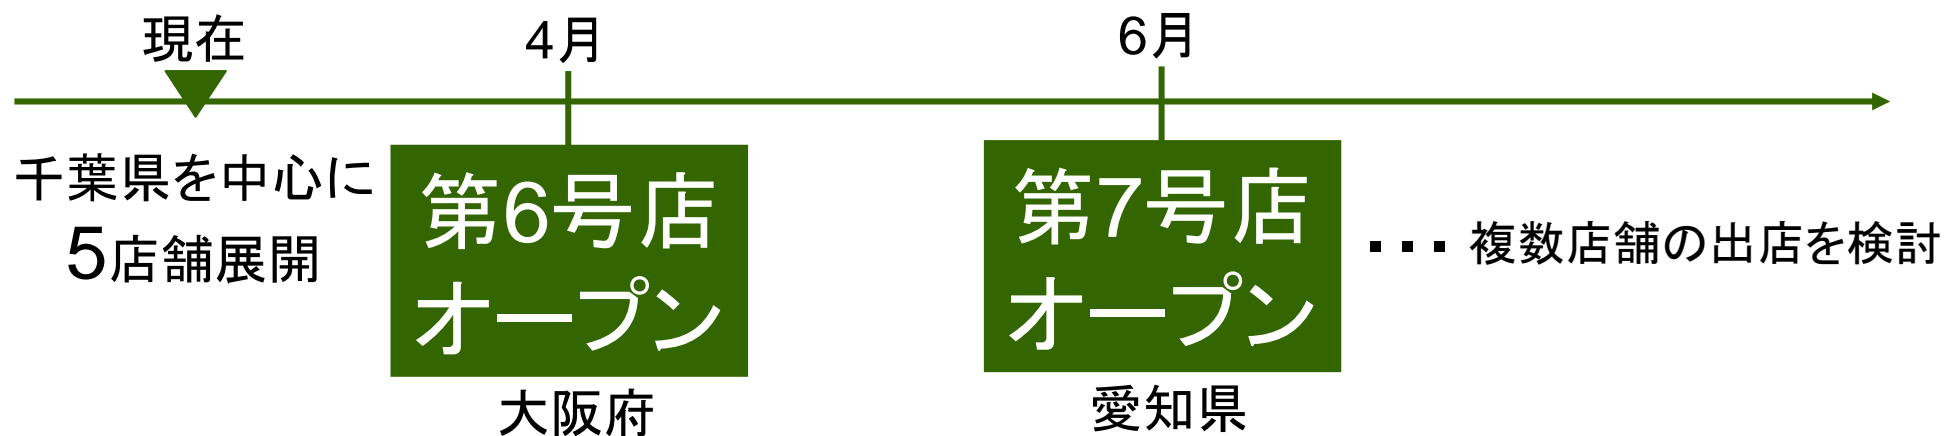 現在
4月
6月
千葉県を中心に
5店舗展開
第6号店
オープン
大阪府
第7号店
オープン
愛知県
・・・ 複数店舗の出店を検討